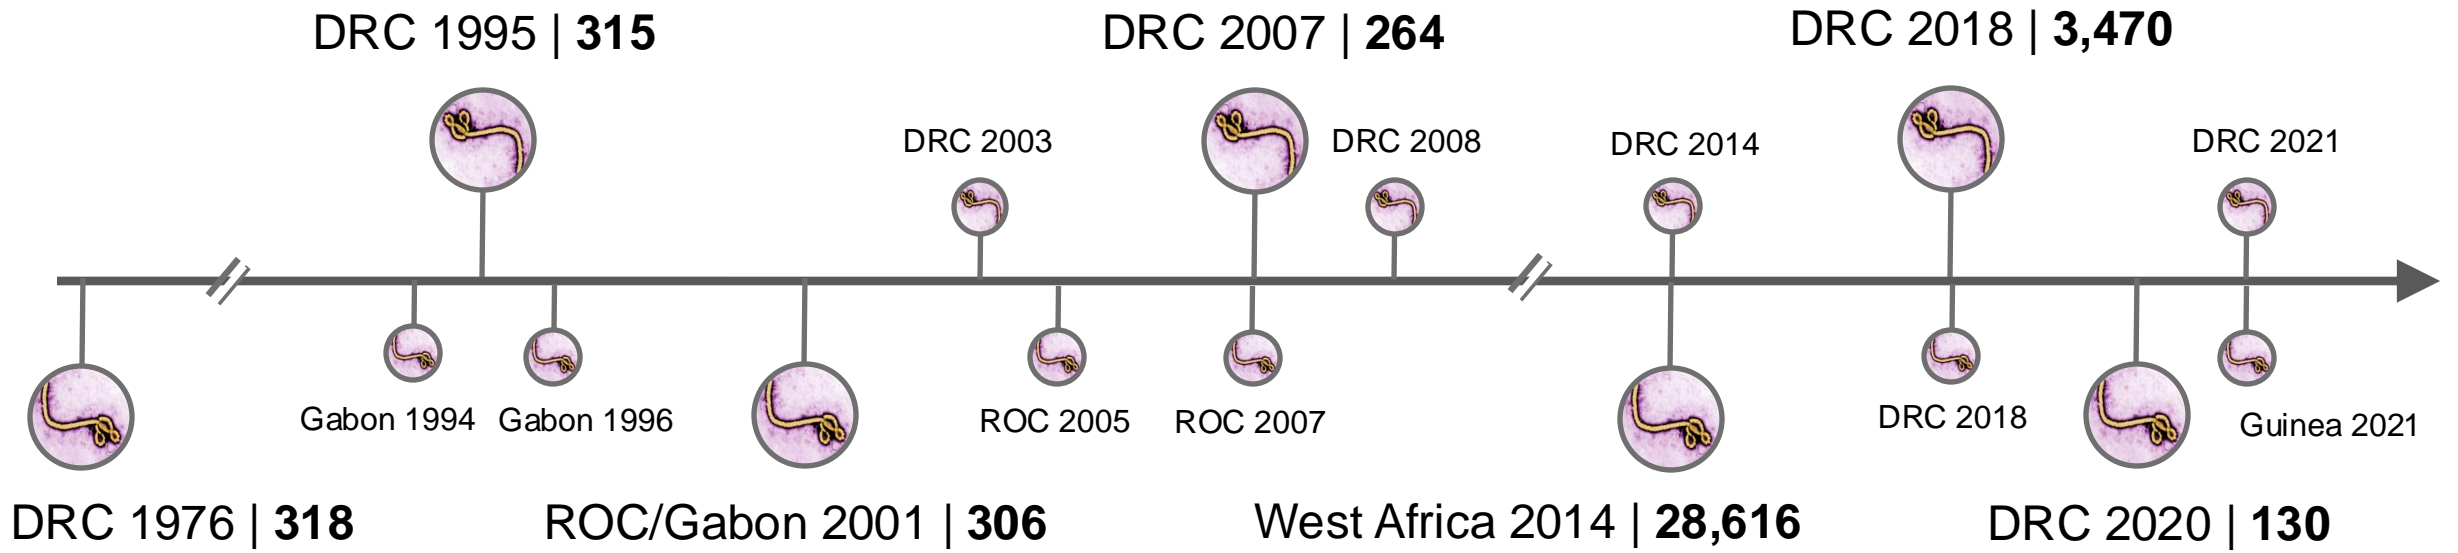 DRC 1995 | 315
DRC 2007 | 264
DRC 2018 | 3,470
DRC 2003
DRC 2008
DRC 2014
DRC 2021
Gabon 1994
Gabon 1996
ROC 2005
ROC 2007
DRC 2018
Guinea 2021
DRC 1976 | 318
ROC/Gabon 2001 | 306
West Africa 2014 | 28,616
DRC 2020 | 130